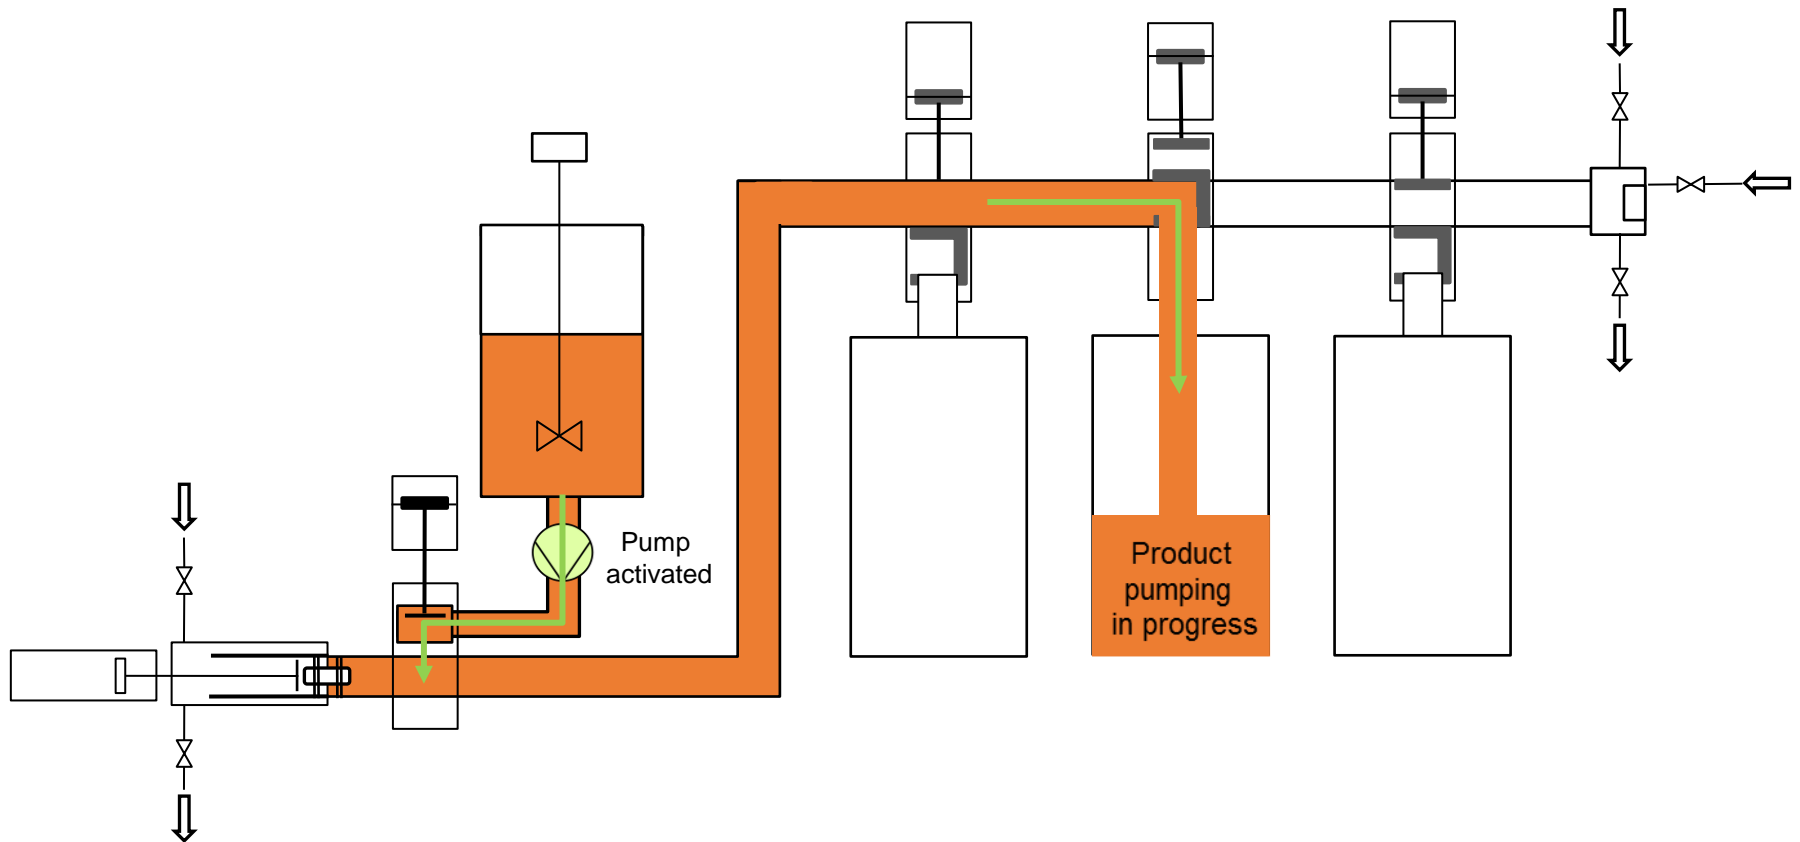 Pump
activated
Product
pumping
in progress